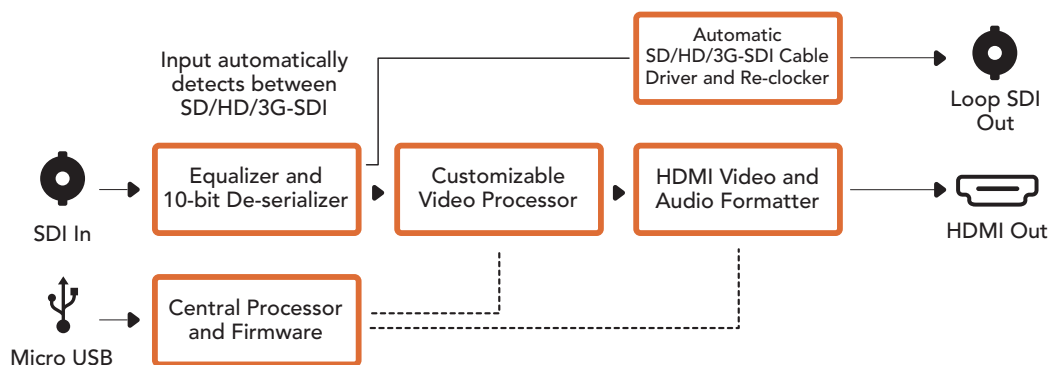 Input automatically
detects between
SD/HD/3G-SDI
Automatic
SD/HD/3G-SDI Cable
Driver and Re-clocker
Loop SDI
Out
SDI In
Equalizer and
10-bit De-serializer
Customizable
Video Processor
HDMI Video and
Audio Formatter
HDMI Out
Micro USB
Central Processor
and Firmware